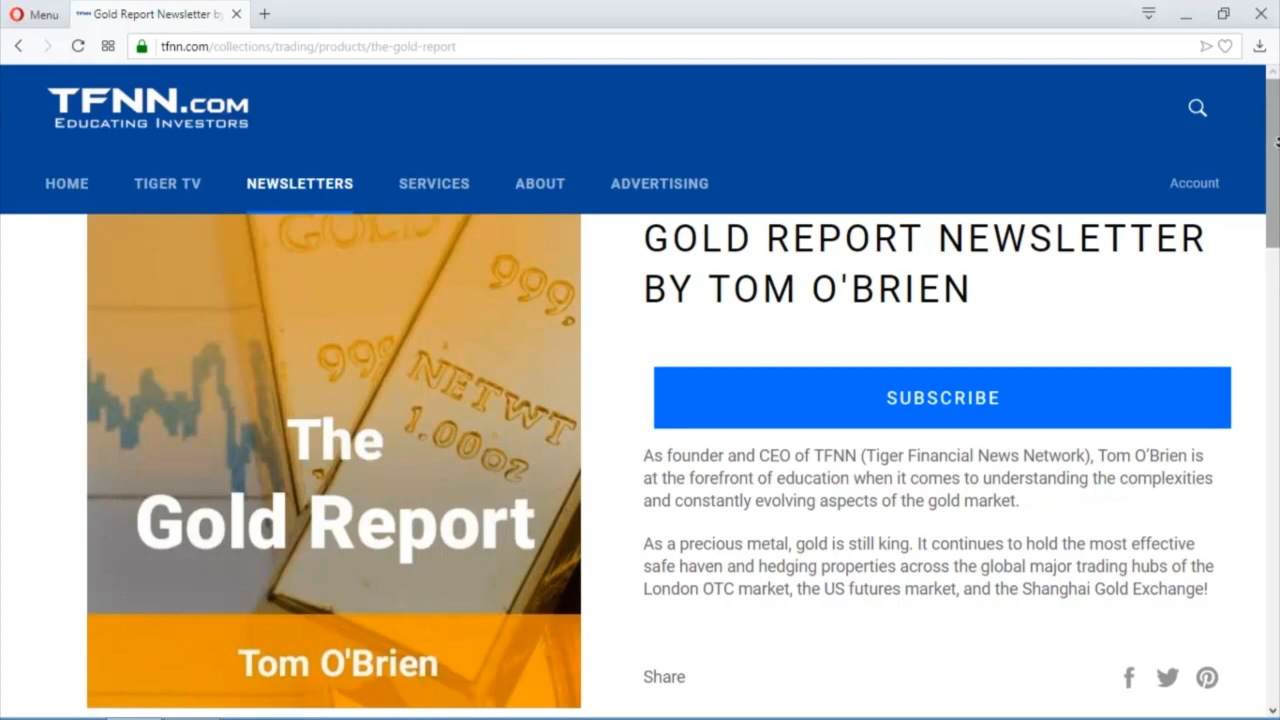 Menu
TFNN Gold Report Newsletter b
tfnn.com/collections/trading/products/the-gold-report
TFNN.COM
EDUCATING INVESTORS
HOME TIGER TV NEWSLETTERS SERVICES ABOUT ADVERTISING Account
GOLD
999,
999
NETWT
1.00oz
The
Gold Report
Tom O'Brien
GOLD REPORT NEWSLETTER
BY TOM O'BRIEN
SUBSCRIBE
As founder and CEO of TFNN (Tiger Financial News Network), Tom O'Brien is
at the forefront of education when it comes to understanding the complexities
and constantly evolving aspects of the gold market.
As a precious metal, gold is still king. It continues to hold the most effective
safe haven and hedging properties across the global major trading hubs of the
London OTC market, the US futures market, and the Shanghai Gold Exchange!
Share